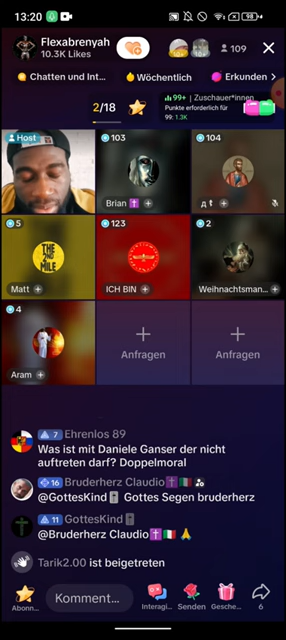 13:20
98
Flexabrenyah
10.3K Likes
109
Chatten und Int...
Wöchentlich
Erkunden
2/18
99+ | Zuschauer*innen
Punkte erforderlich für
99: 1.3K
Host
103
104
Brian ✝️
д t
5
123
2
THE 2ND MILE
Matt
ICH BIN
Weihnachtsman...
4
Aram
Anfragen
Anfragen
7 Ehrenlos 89
Was ist mit Daniele Ganser der nicht
auftreten darf? Doppelmoral
16 Bruderherz Claudio✝️🇮🇹
@GottesKind✝️ Gottes Segen bruderherz
11 GottesKind✝️
@Bruderherz Claudio✝️🇮🇹 🙏
Tarik2.00 ist beigetreten
Abonn...
Komment...
Interagi...
Senden
Gesche...
6